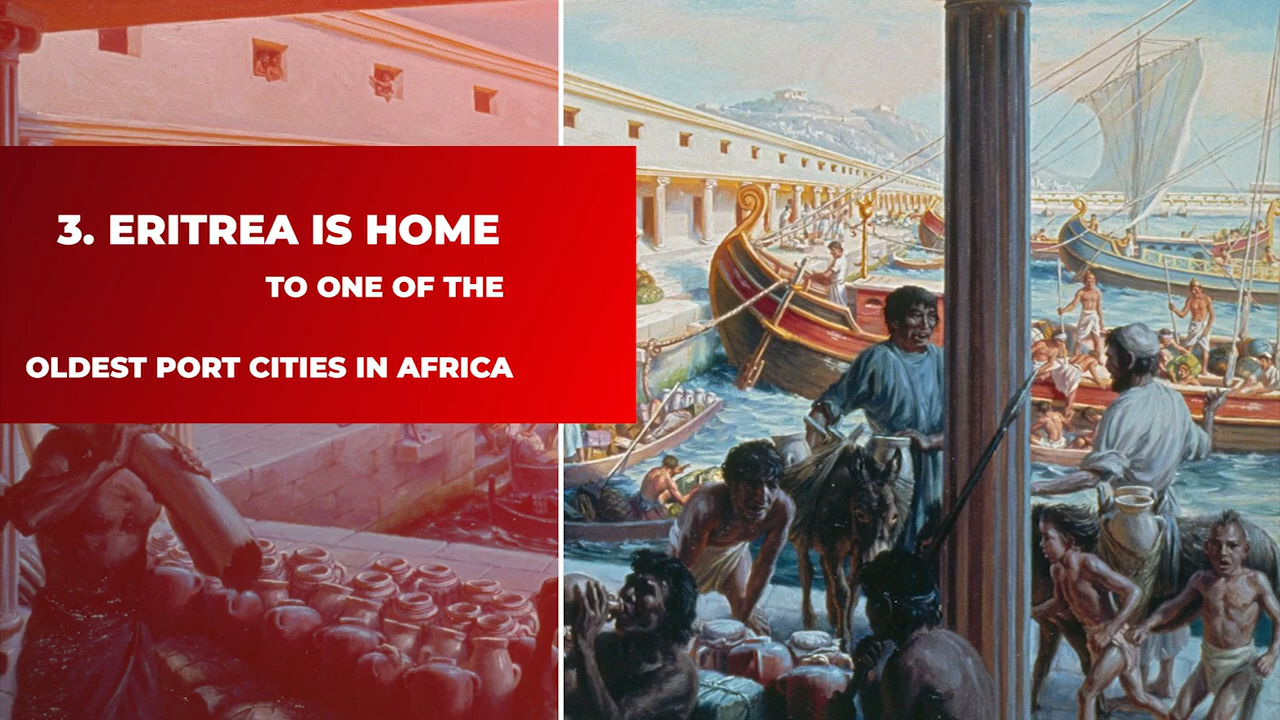 3. ERITREA IS HOME
TO ONE OF THE
OLDEST PORT CITIES IN AFRICA